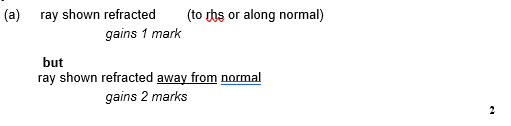 (a) ray shown refracted (to rhs or along normal)
gains 1 mark
but
ray shown refracted away from normal
gains 2 marks
2